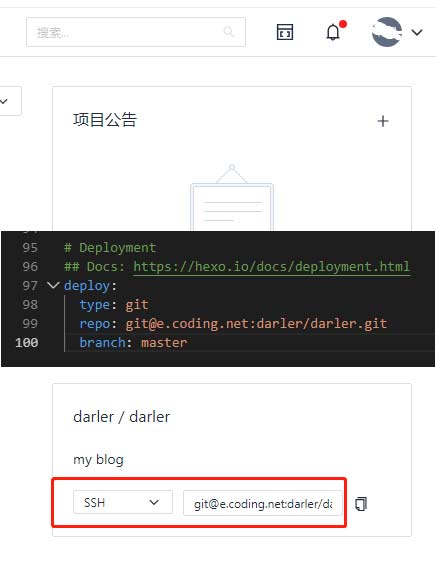 搜索...
项目公告
95 # Deployment
96 ## Docs: https://hexo.io/docs/deployment.html
97 deploy:
98 type: git
99 repo: git@e.coding.net:darler/darler.git
100 branch: master
darler / darler
my blog
SSH git@e.coding.net:darler/da